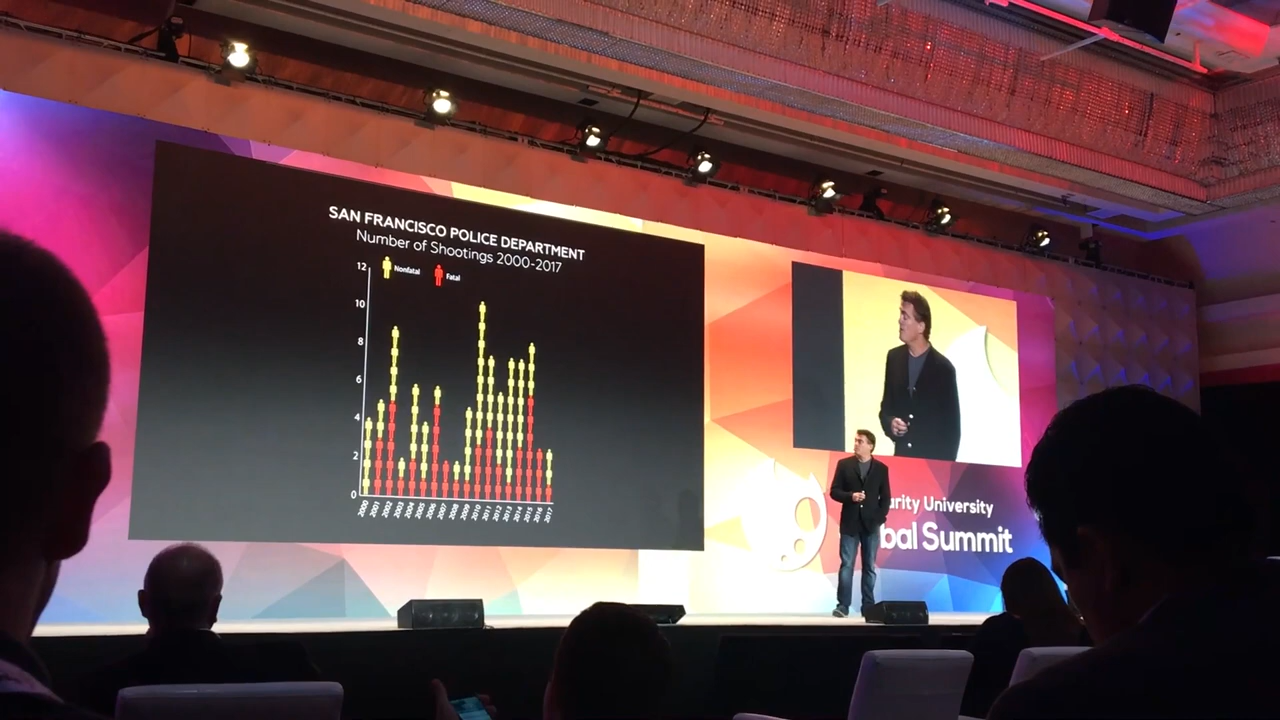 SAN FRANCISCO POLICE DEPARTMENT
Number of Shootings 2000-2017
Nonfatal Fatal
12
10
8
6
4
2
0
2000 2001 2002 2003 2004 2005 2006 2007 2008 2009 2010 2011 2012 2013 2014 2015 2016 2017
arity University
bal Summit